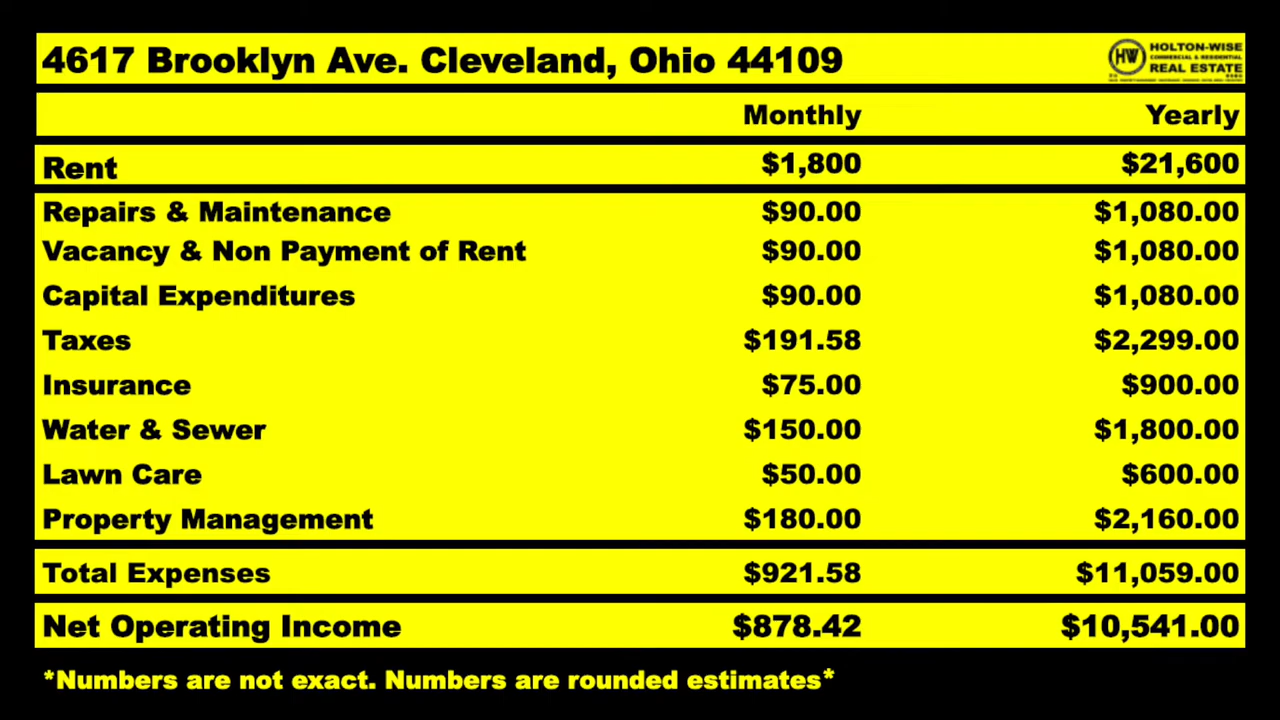 4617 Brooklyn Ave. Cleveland, Ohio 44109
HOLTON-WISE
COMMERCIAL & RESIDENTIAL
REAL ESTATE
HW
Monthly Yearly
Rent $1,800 $21,600
Repairs & Maintenance $90.00 $1,080.00
Vacancy & Non Payment of Rent $90.00 $1,080.00
Capital Expenditures $90.00 $1,080.00
Taxes $191.58 $2,299.00
Insurance $75.00 $900.00
Water & Sewer $150.00 $1,800.00
Lawn Care $50.00 $600.00
Property Management $180.00 $2,160.00
Total Expenses $921.58 $11,059.00
Net Operating Income $878.42 $10,541.00
*Numbers are not exact. Numbers are rounded estimates*